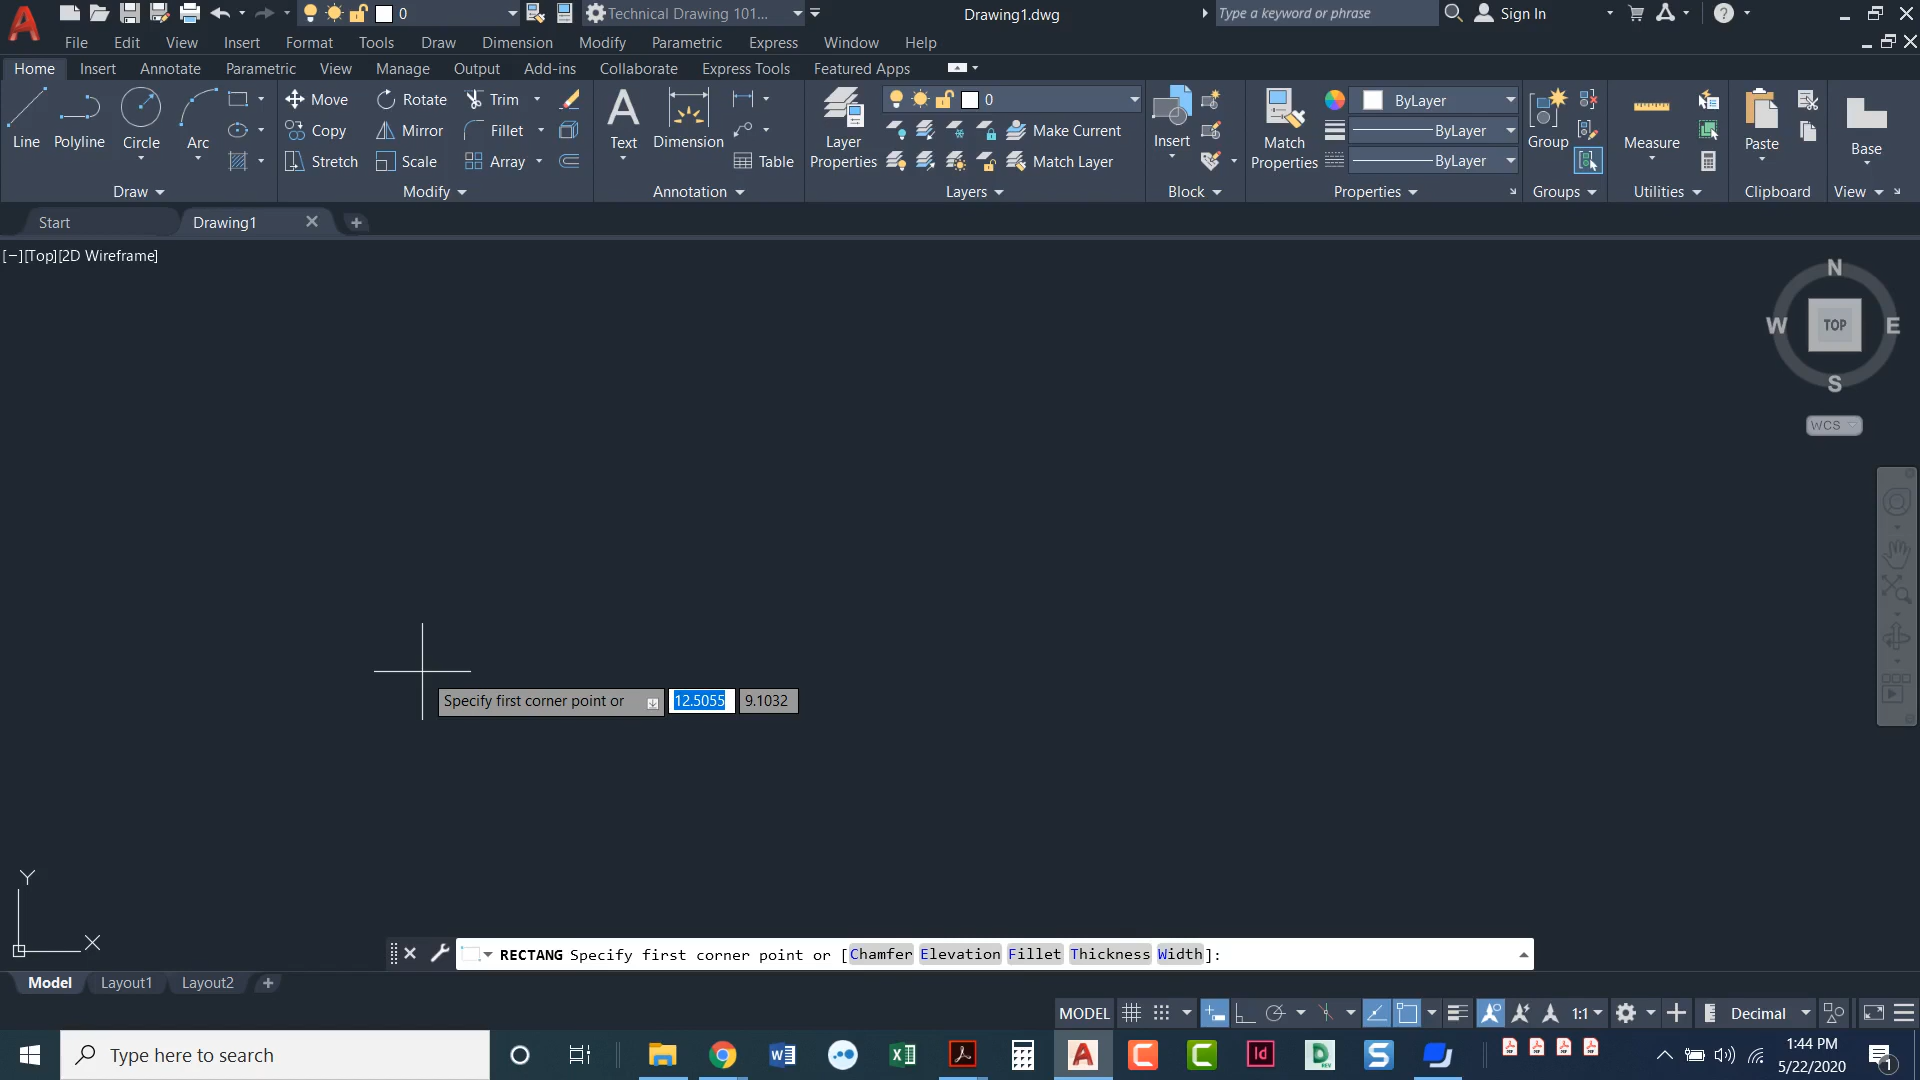 0
Technical Drawing 101...
Drawing1.dwg
Type a keyword or phrase
Sign In
File Edit View Insert Format Tools Draw Dimension Modify Parametric Express Window Help
Home Insert Annotate Parametric View Manage Output Add-ins Collaborate Express Tools Featured Apps
Line Polyline Circle Arc
Move Rotate Trim
Copy Mirror Fillet
Stretch Scale Array
Text Dimension
Table
Layer Properties
0
Make Current
Match Layer
Insert
Match Properties
ByLayer
ByLayer
ByLayer
Group
Measure
Paste
Base
Draw Modify Annotation Layers Block Properties Groups Utilities Clipboard View
Start Drawing1
[−][Top][2D Wireframe]
N
W TOP E
S
WCS
Specify first corner point or 12.5055 9.1032
Y
X
RECTANG Specify first corner point or [Chamfer Elevation Fillet Thickness Width]:
Model Layout1 Layout2
MODEL 1:1 Decimal
Type here to search
1:44 PM
5/22/2020
1